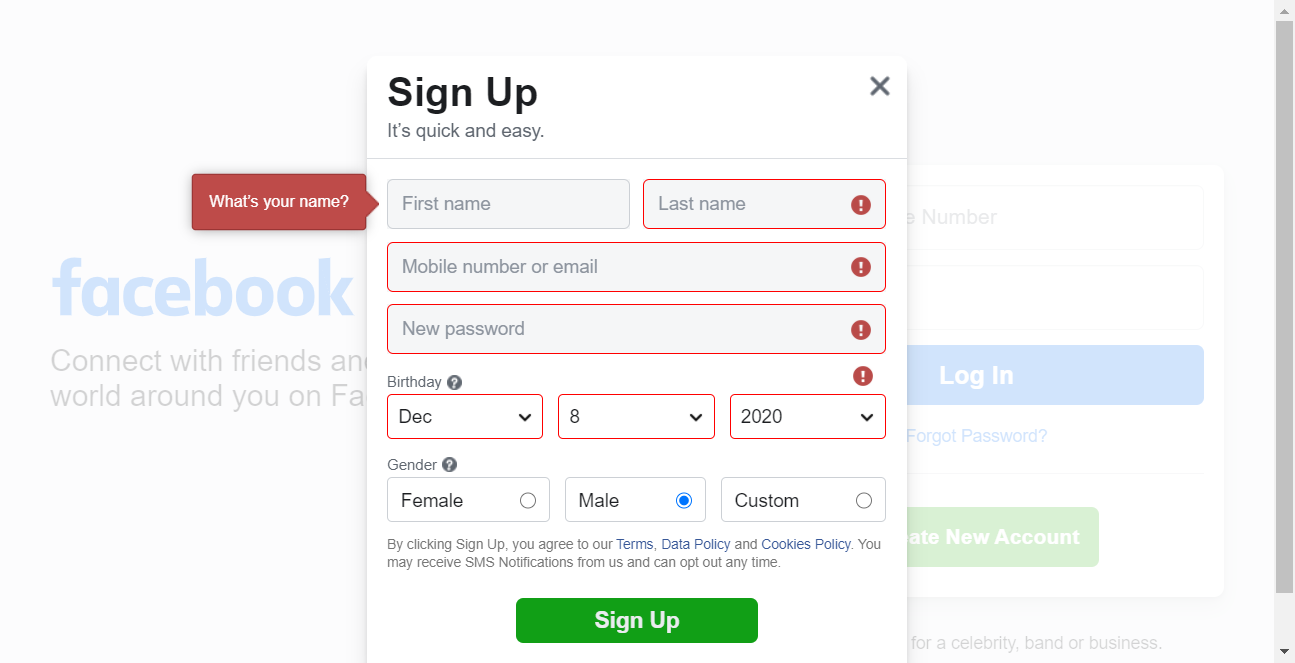 Sign Up
It's quick and easy.
What's your name?
First name
Last name
Mobile number or email
New password
Birthday
Dec
8
2020
Gender
Female
Male
Custom
By clicking Sign Up, you agree to our Terms, Data Policy and Cookies Policy. You
may receive SMS Notifications from us and can opt out any time.
Sign Up
facebook
Connect with friends
world around you on
Number
Log In
Forgot Password?
New Account
for a celebrity, band or business.